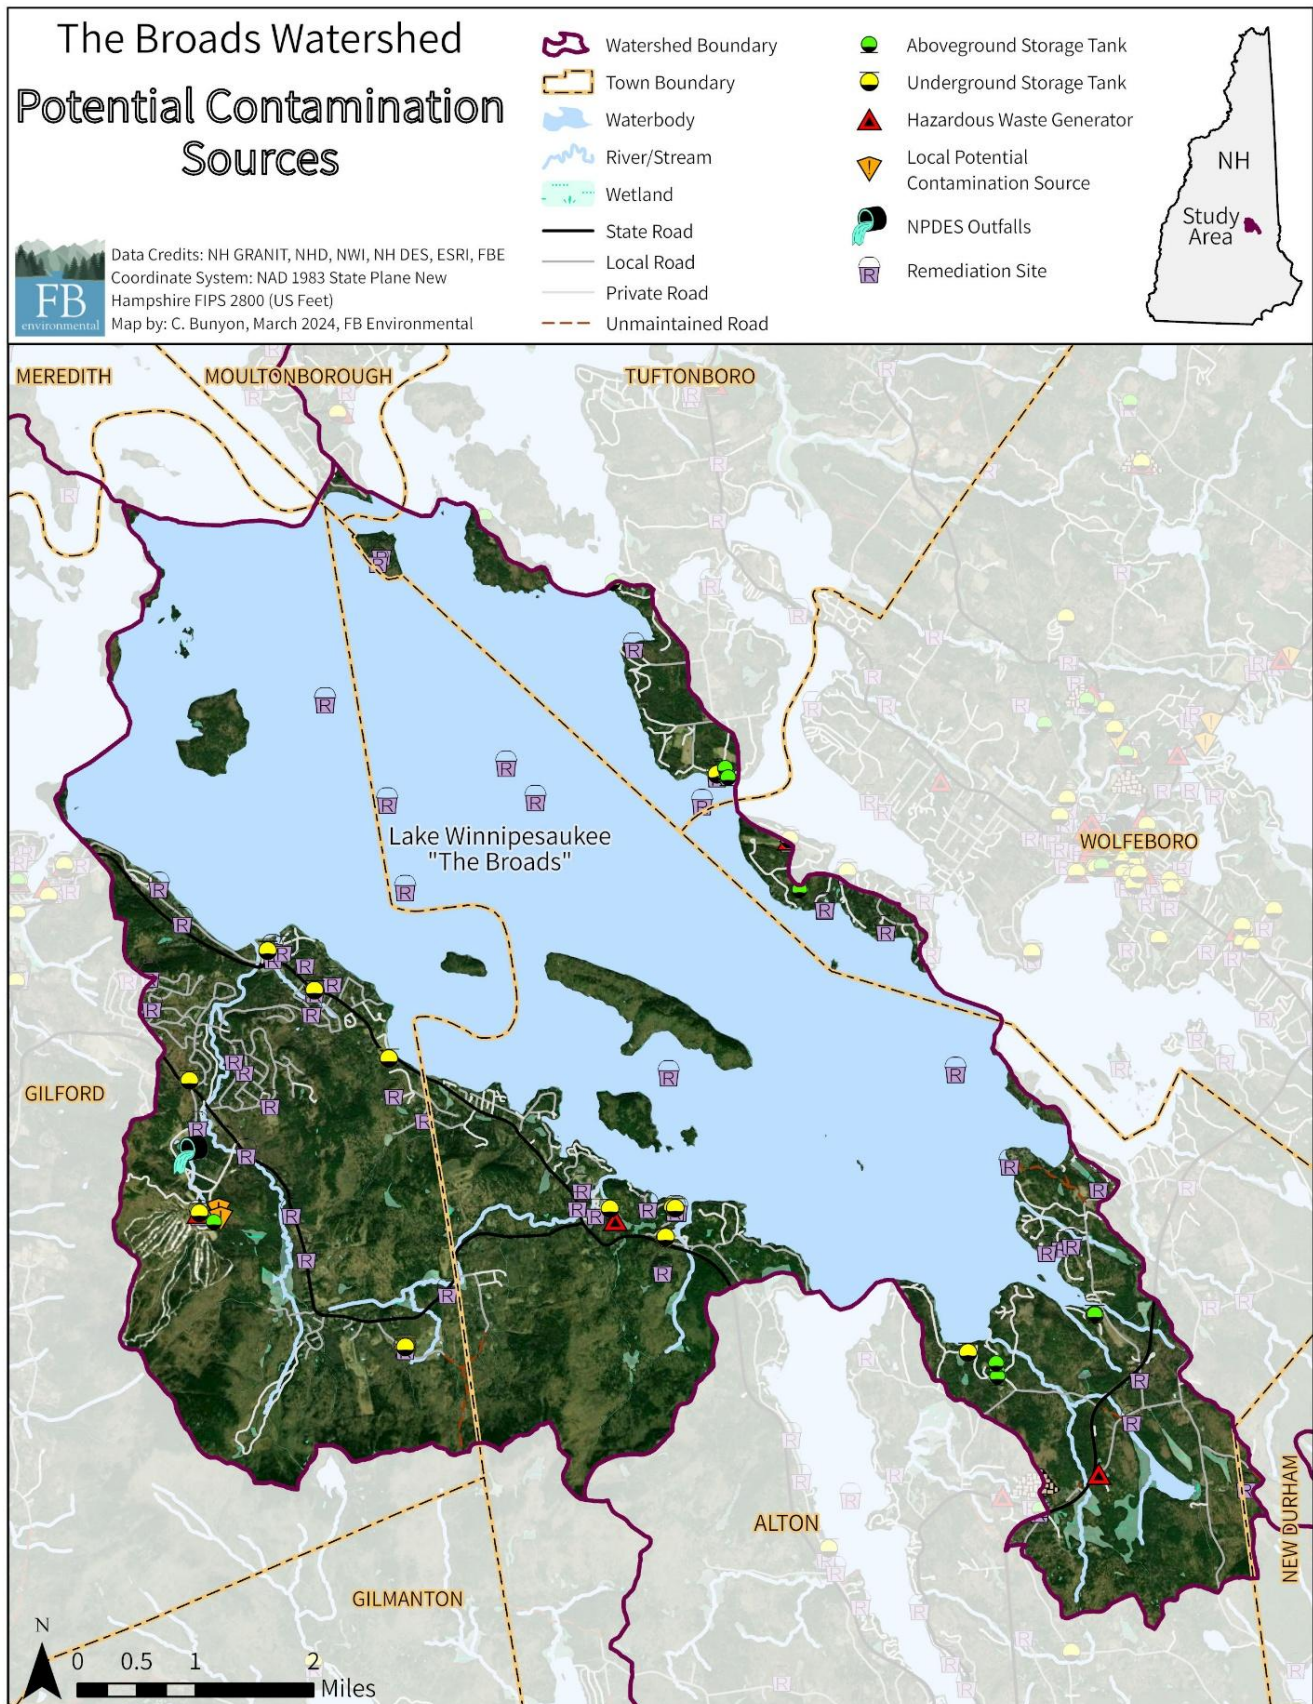 The Broads Watershed
Potential Contamination
Sources
FB
environmental
Data Credits: NH GRANIT, NHD, NWI, NH DES, ESRI, FBE
Coordinate System: NAD 1983 State Plane New
Hampshire FIPS 2800 (US Feet)
Map by: C. Bunyon, March 2024, FB Environmental
Watershed Boundary
Town Boundary
Waterbody
River/Stream
Wetland
State Road
Local Road
Private Road
Unmaintained Road
Aboveground Storage Tank
Underground Storage Tank
Hazardous Waste Generator
Local Potential
Contamination Source
NPDES Outfalls
R Remediation Site
NH
Study
Area
MEREDITH
MOULTONBOROUGH
TUFTONBORO
Lake Winnipesaukee
"The Broads"
WOLFEBORO
GILFORD
ALTON
NEW DURHAM
GILMANTON
N
0 0.5 1 2
Miles